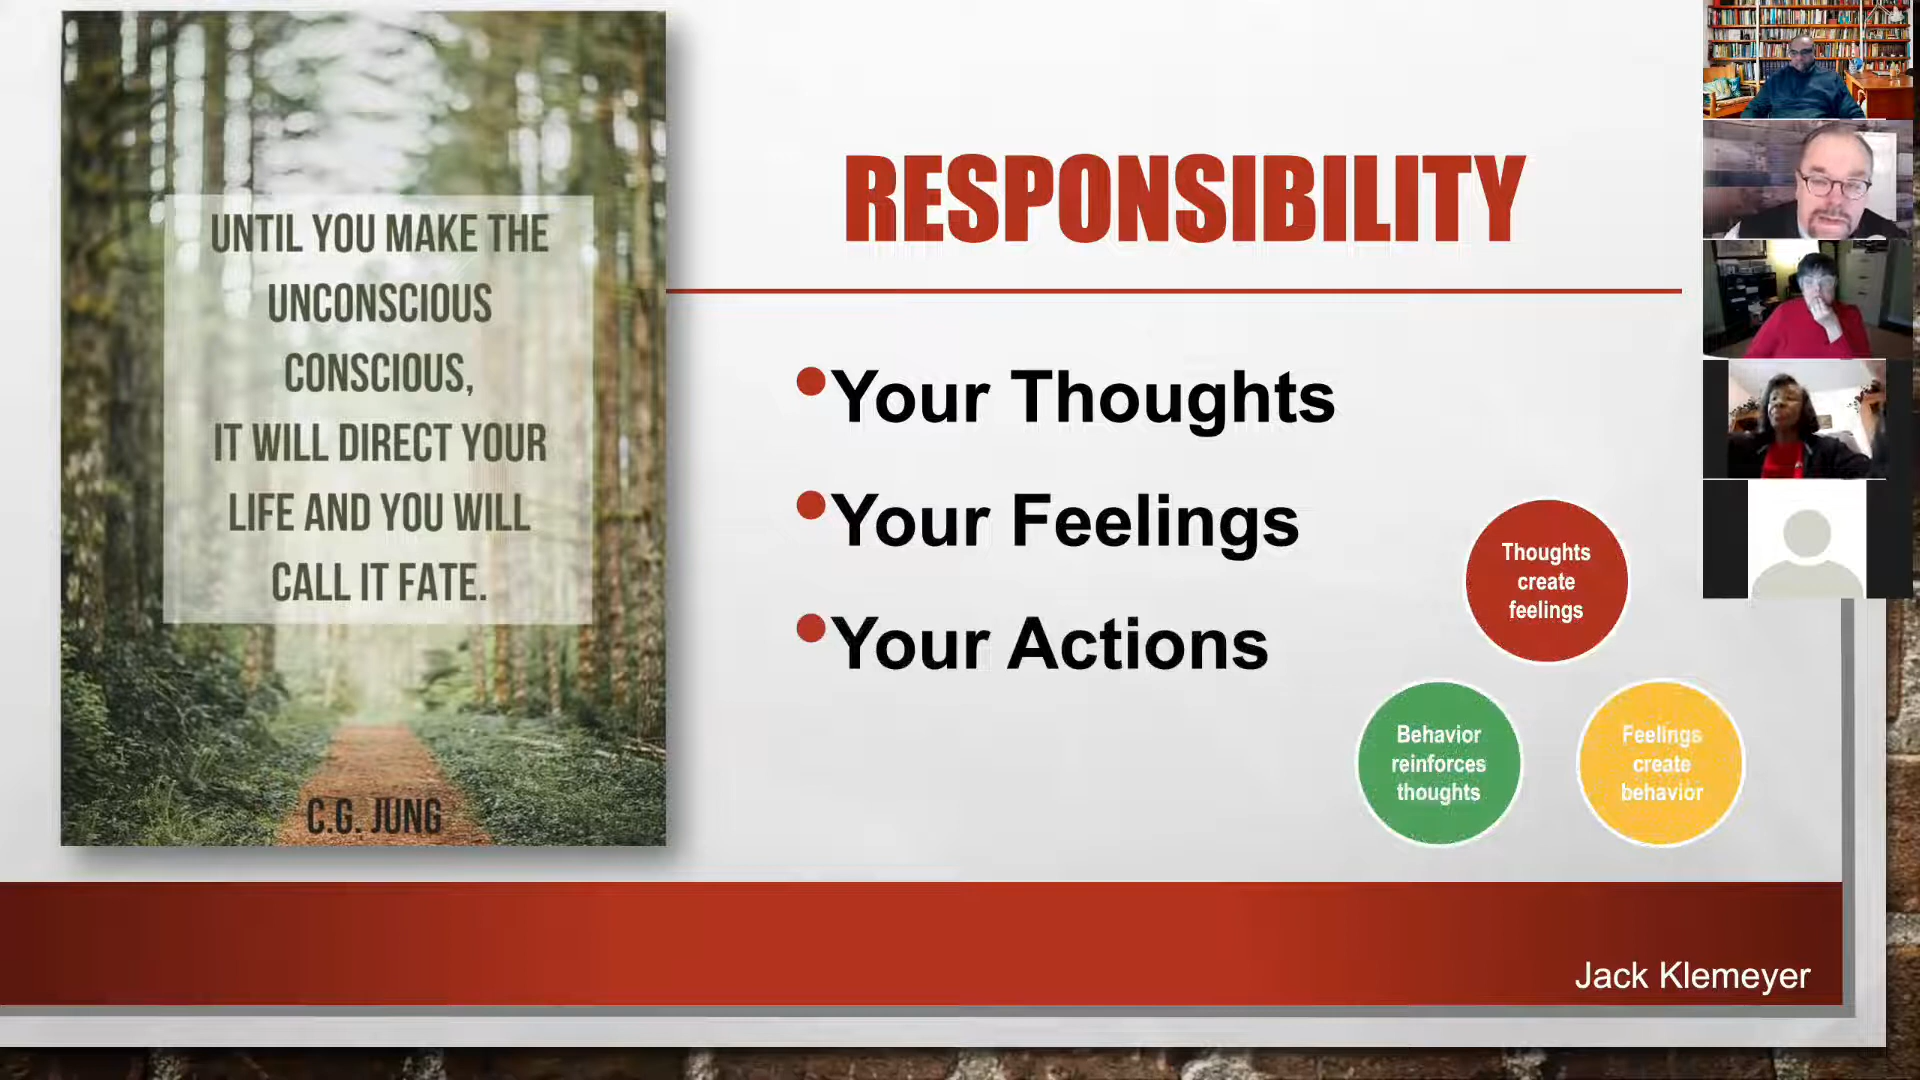 UNTIL YOU MAKE THE
UNCONSCIOUS
CONSCIOUS,
IT WILL DIRECT YOUR
LIFE AND YOU WILL
CALL IT FATE.
C.G. JUNG
RESPONSIBILITY
•Your Thoughts
•Your Feelings
•Your Actions
Thoughts
create
feelings
Behavior
reinforces
thoughts
Feelings
create
behavior
Jack Klemeyer